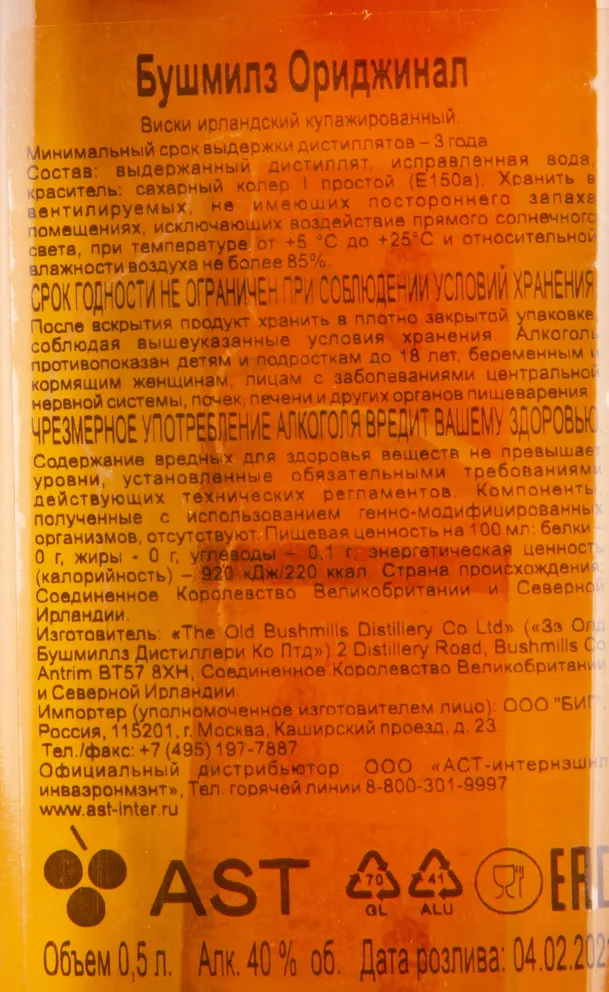 Бушмилз Ориджинал
Виски ирландский купажированный.
Минимальный срок выдержки дистиллятов – 3 года
Состав: выдержанный дистиллят, исправленная вода,
краситель: сахарный колер I простой (E150a). Хранить в
вентилируемых, не имеющих постороннего запаха
помещениях, исключающих воздействие прямого солнечного
света, при температуре от +5 °C до +25°C и относительной
влажности воздуха не более 85%.
СРОК ГОДНОСТИ НЕ ОГРАНИЧЕН ПРИ СОБЛЮДЕНИИ УСЛОВИЙ ХРАНЕНИЯ.
После вскрытия продукт хранить в плотно закрытой упаковке,
соблюдая вышеуказанные условия хранения. Алкоголь
противопоказан детям и подросткам до 18 лет, беременным и
кормящим женщинам, лицам с заболеваниями центральной
нервной системы, почек, печени и других органов пищеварения.
ЧРЕЗМЕРНОЕ УПОТРЕБЛЕНИЕ АЛКОГОЛЯ ВРЕДИТ ВАШЕМУ ЗДОРОВЬЮ
Содержание вредных для здоровья веществ не превышает
уровни, установленные обязательными требованиями
действующих технических регламентов. Компоненты,
полученные с использованием генно-модифицированных
организмов, отсутствуют. Пищевая ценность на 100 мл: белки –
0 г, жиры - 0 г, углеводы – 0.1 г, энергетическая ценность
(калорийность) – 920 кДж/220 ккал. Страна происхождения:
Соединенное Королевство Великобритании и Северной
Ирландии.
Изготовитель: «The Old Bushmills Distillery Co Ltd» («Зэ Олд
Бушмиллз Дистиллери Ко Лтд») 2 Distillery Road, Bushmills Co
Antrim BT57 8XH, Соединенное Королевство Великобритании
и Северной Ирландии.
Импортер (уполномоченное изготовителем лицо): ООО "БИГ",
Россия, 115201, г. Москва, Каширский проезд, д. 23.
Тел./факс: +7 (495) 197-7887
Официальный дистрибьютор: ООО «АСТ-интернэшнл
инваэронмэнт», Тел. горячей линии 8-800-301-9997
www.ast-inter.ru
AST 70 GL 41 ALU EAC
Объем 0,5 л. Алк. 40 % об. Дата розлива: 04.02.202